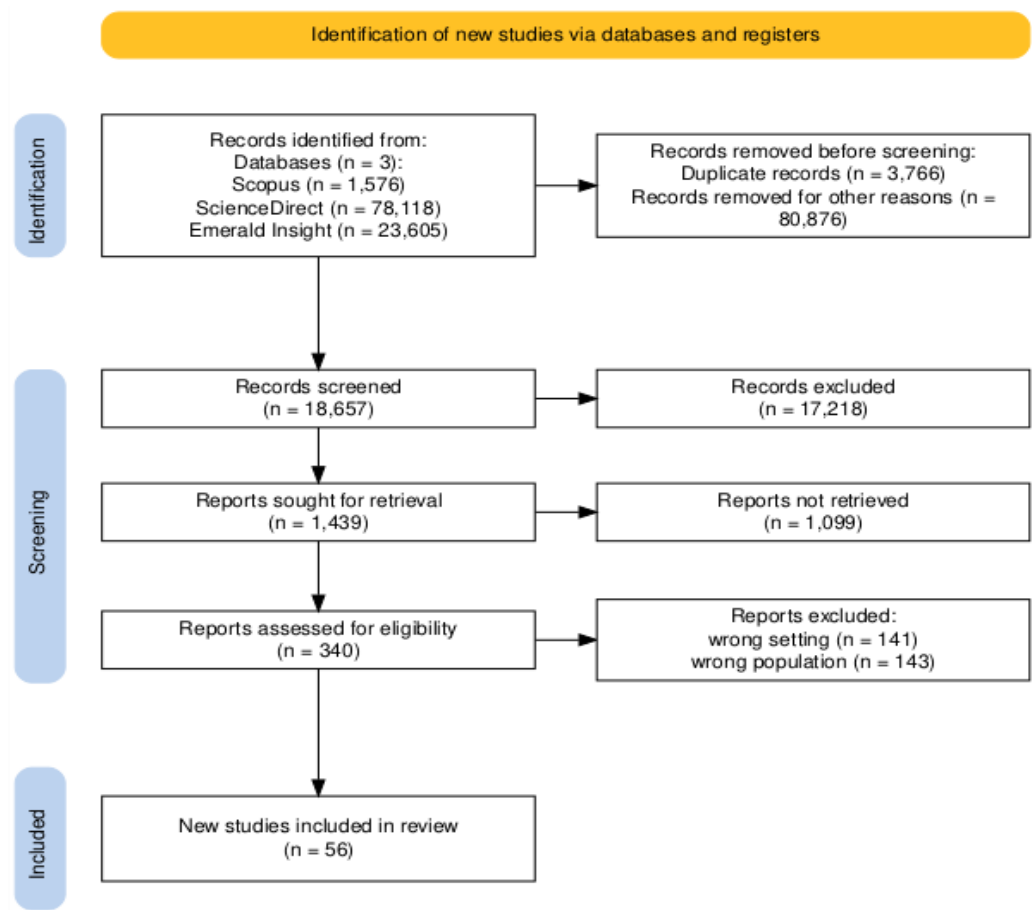 Identification of new studies via databases and registers
Identification
Records identified from:
Databases (n = 3):
Scopus (n = 1,576)
ScienceDirect (n = 78,118)
Emerald Insight (n = 23,605)
Records removed before screening:
Duplicate records (n = 3,766)
Records removed for other reasons (n =
80,876)
Screening
Records screened
(n = 18,657)
Records excluded
(n = 17,218)
Reports sought for retrieval
(n = 1,439)
Reports not retrieved
(n = 1,099)
Reports assessed for eligibility
(n = 340)
Reports excluded:
wrong setting (n = 141)
wrong population (n = 143)
Included
New studies included in review
(n = 56)